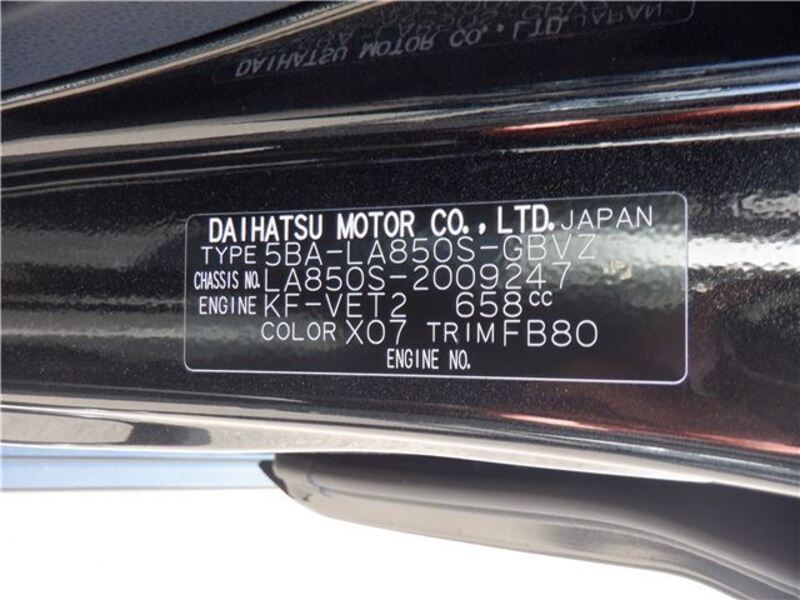 DAIHATSU MOTOR CO., LTD. JAPAN
DAIHATSU MOTOR CO., LTD. JAPAN
TYPE 5BA-LA850S-GBVZ
CHASSIS NO. LA850S-2009247
ENGINE KF-VET2 658cc
COLOR X07 TRIM FB80
ENGINE NO.